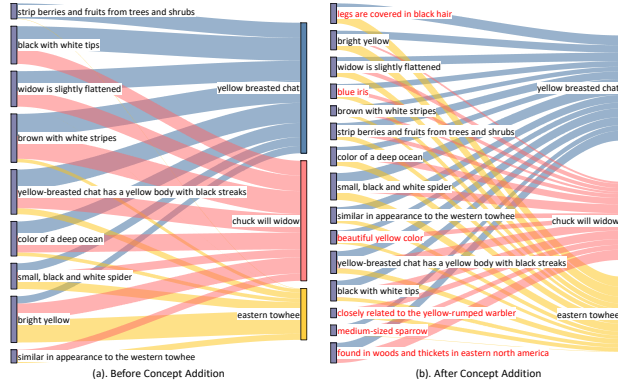 strip berries and fruits from trees and shrubs
black with white tips
widow is slightly flattened
brown with white stripes
yellow-breasted chat has a yellow body with black streaks
color of a deep ocean
small, black and white spider
bright yellow
similar in appearance to the western towhee
yellow breasted chat
chuck will widow
eastern towhee
(a). Before Concept Addition
legs are covered in black hair
bright yellow
widow is slightly flattened
blue iris
brown with white stripes
strip berries and fruits from trees and shrubs
color of a deep ocean
small, black and white spider
similar in appearance to the western towhee
beautiful yellow color
yellow-breasted chat has a yellow body with black streaks
black with white tips
closely related to the yellow-rumped warbler
medium-sized sparrow
found in woods and thickets in eastern north america
yellow breasted chat
chuck will widow
eastern towhee
(b). After Concept Addition